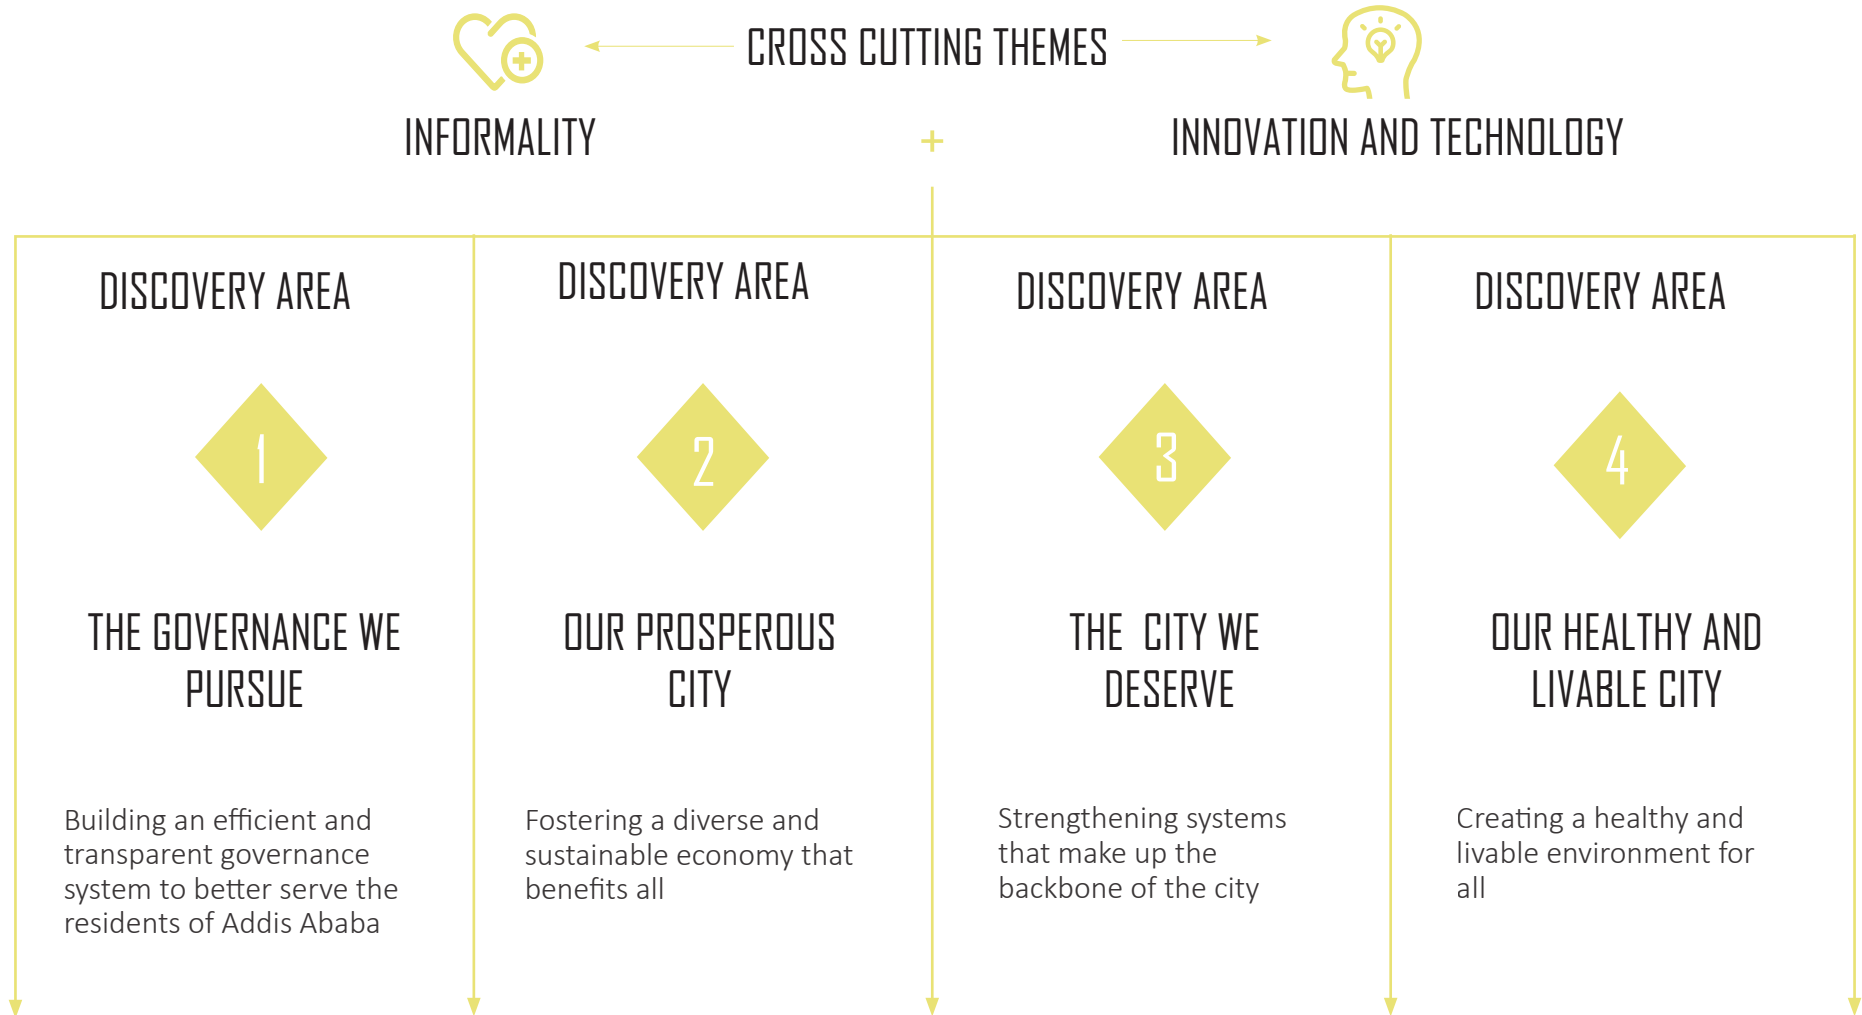 CROSS CUTTING THEMES
INFORMALITY
+
INNOVATION AND TECHNOLOGY
DISCOVERY AREA
1
THE GOVERNANCE WE
PURSUE
Building an efficient and
transparent governance
system to better serve the
residents of Addis Ababa
DISCOVERY AREA
2
OUR PROSPEROUS
CITY
Fostering a diverse and
sustainable economy that
benefits all
DISCOVERY AREA
3
THE CITY WE
DESERVE
Strengthening systems
that make up the
backbone of the city
DISCOVERY AREA
4
OUR HEALTHY AND
LIVABLE CITY
Creating a healthy and
livable environment for
all